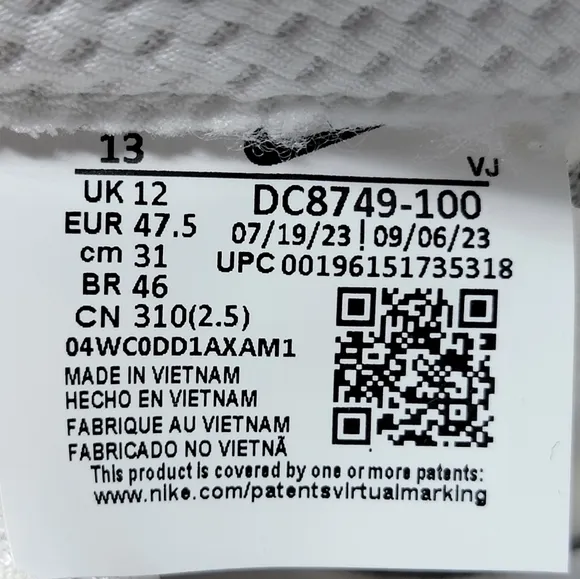 13
VJ
UK 12
DC8749-100
EUR 47.5
07/19/23 | 09/06/23
cm 31
UPC 00196151735318
BR 46
CN 310(2.5)
04WC0DD1AXAM1
MADE IN VIETNAM
HECHO EN VIETNAM
FABRIQUE AU VIETNAM
FABRICADO NO VIETNÃ
This product is covered by one or more patents:
www.nike.com/patentsvirtualmarking